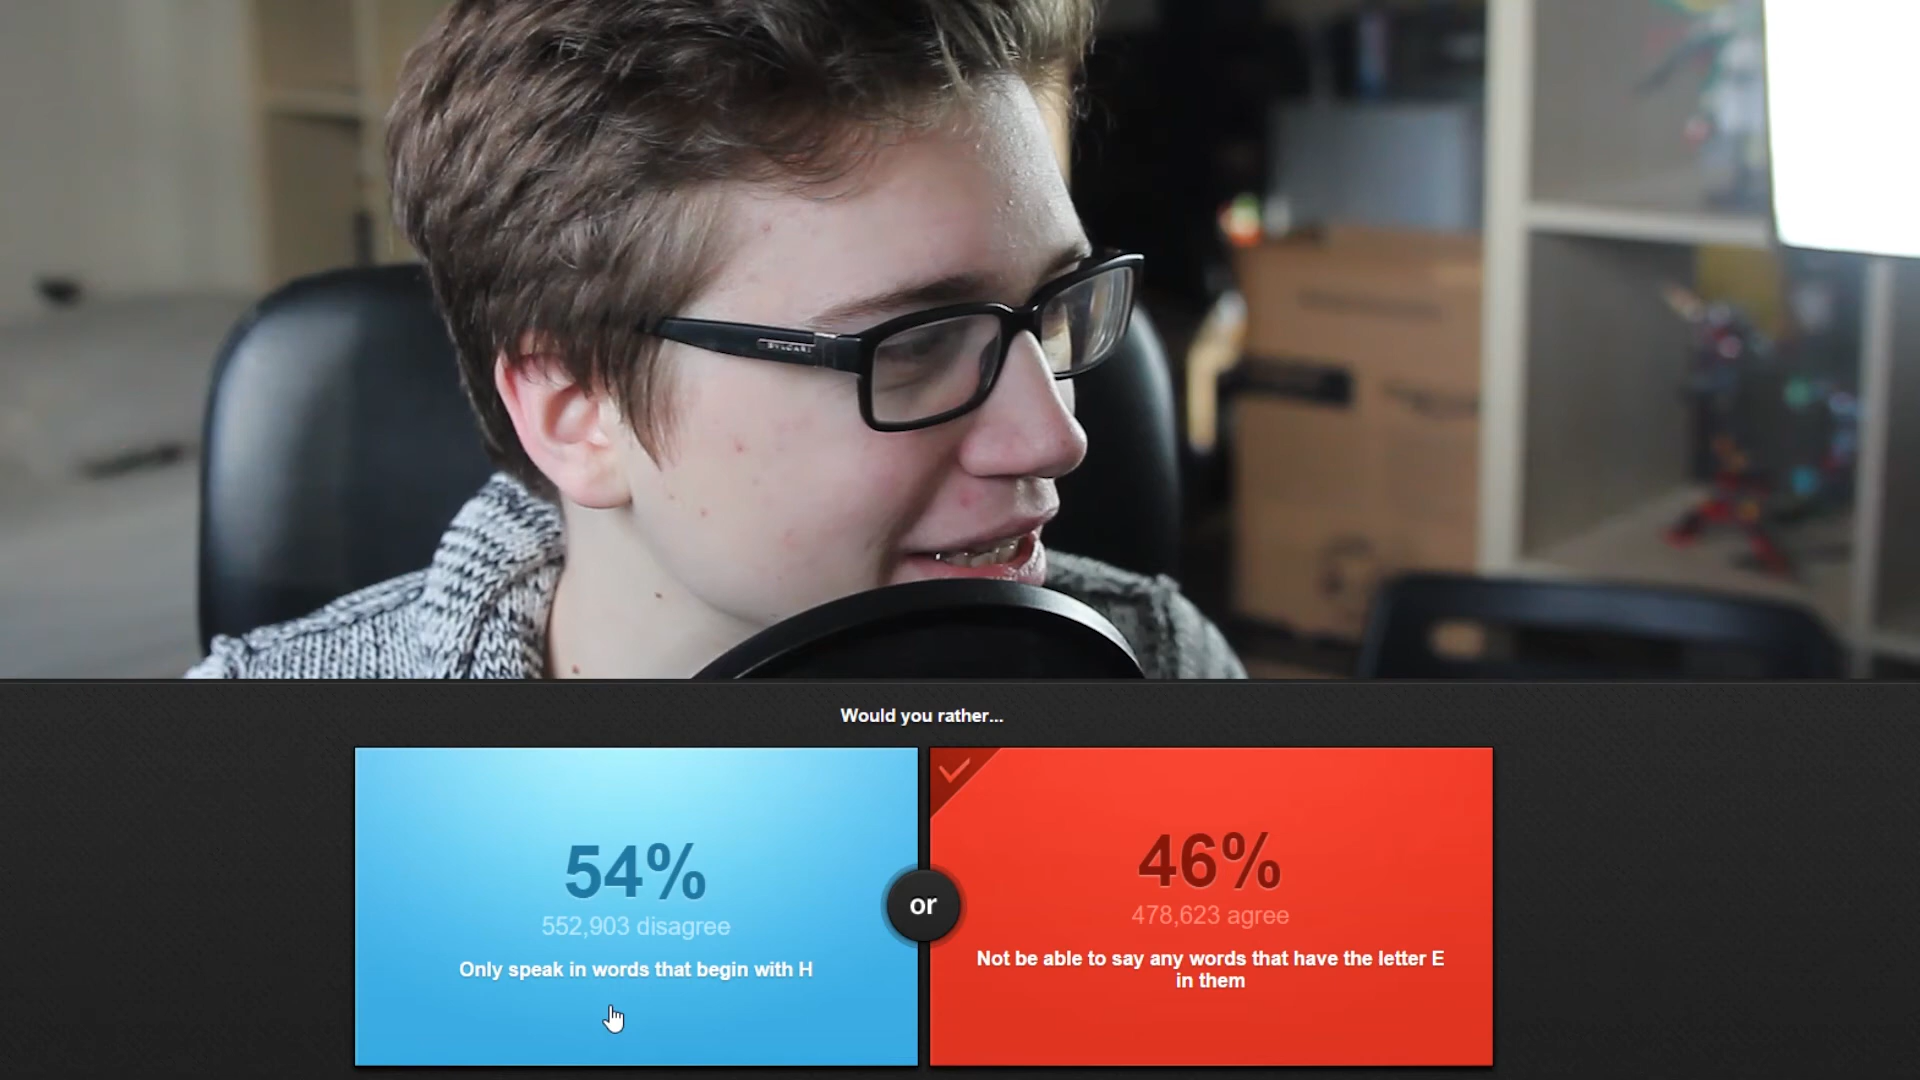 BVLGARI
Would you rather...
54%
552,903 disagree
Only speak in words that begin with H
or
46%
478,623 agree
Not be able to say any words that have the letter E
in them